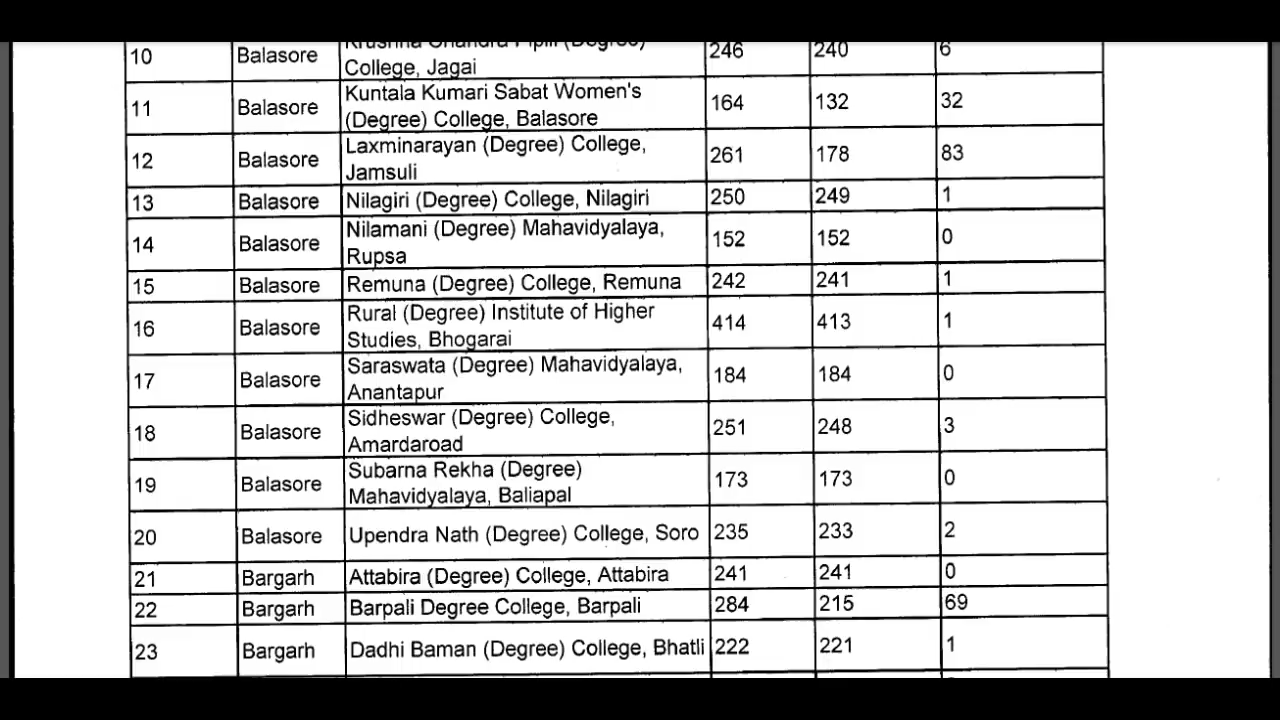 10 Balasore College, Jagai 246 240 6
11 Balasore Kuntala Kumari Sabat Women's
(Degree) College, Balasore 164 132 32
12 Balasore Laxminarayan (Degree) College,
Jamsuli 261 178 83
13 Balasore Nilagiri (Degree) College, Nilagiri 250 249 1
14 Balasore Nilamani (Degree) Mahavidyalaya,
Rupsa 152 152 0
15 Balasore Remuna (Degree) College, Remuna 242 241 1
16 Balasore Rural (Degree) Institute of Higher
Studies, Bhogarai 414 413 1
17 Balasore Saraswata (Degree) Mahavidyalaya,
Anantapur 184 184 0
18 Balasore Sidheswar (Degree) College,
Amardaroad 251 248 3
19 Balasore Subarna Rekha (Degree)
Mahavidyalaya, Baliapal 173 173 0
20 Balasore Upendra Nath (Degree) College, Soro 235 233 2
21 Bargarh Attabira (Degree) College, Attabira 241 241 0
22 Bargarh Barpali Degree College, Barpali 284 215 69
23 Bargarh Dadhi Baman (Degree) College, Bhatli 222 221 1